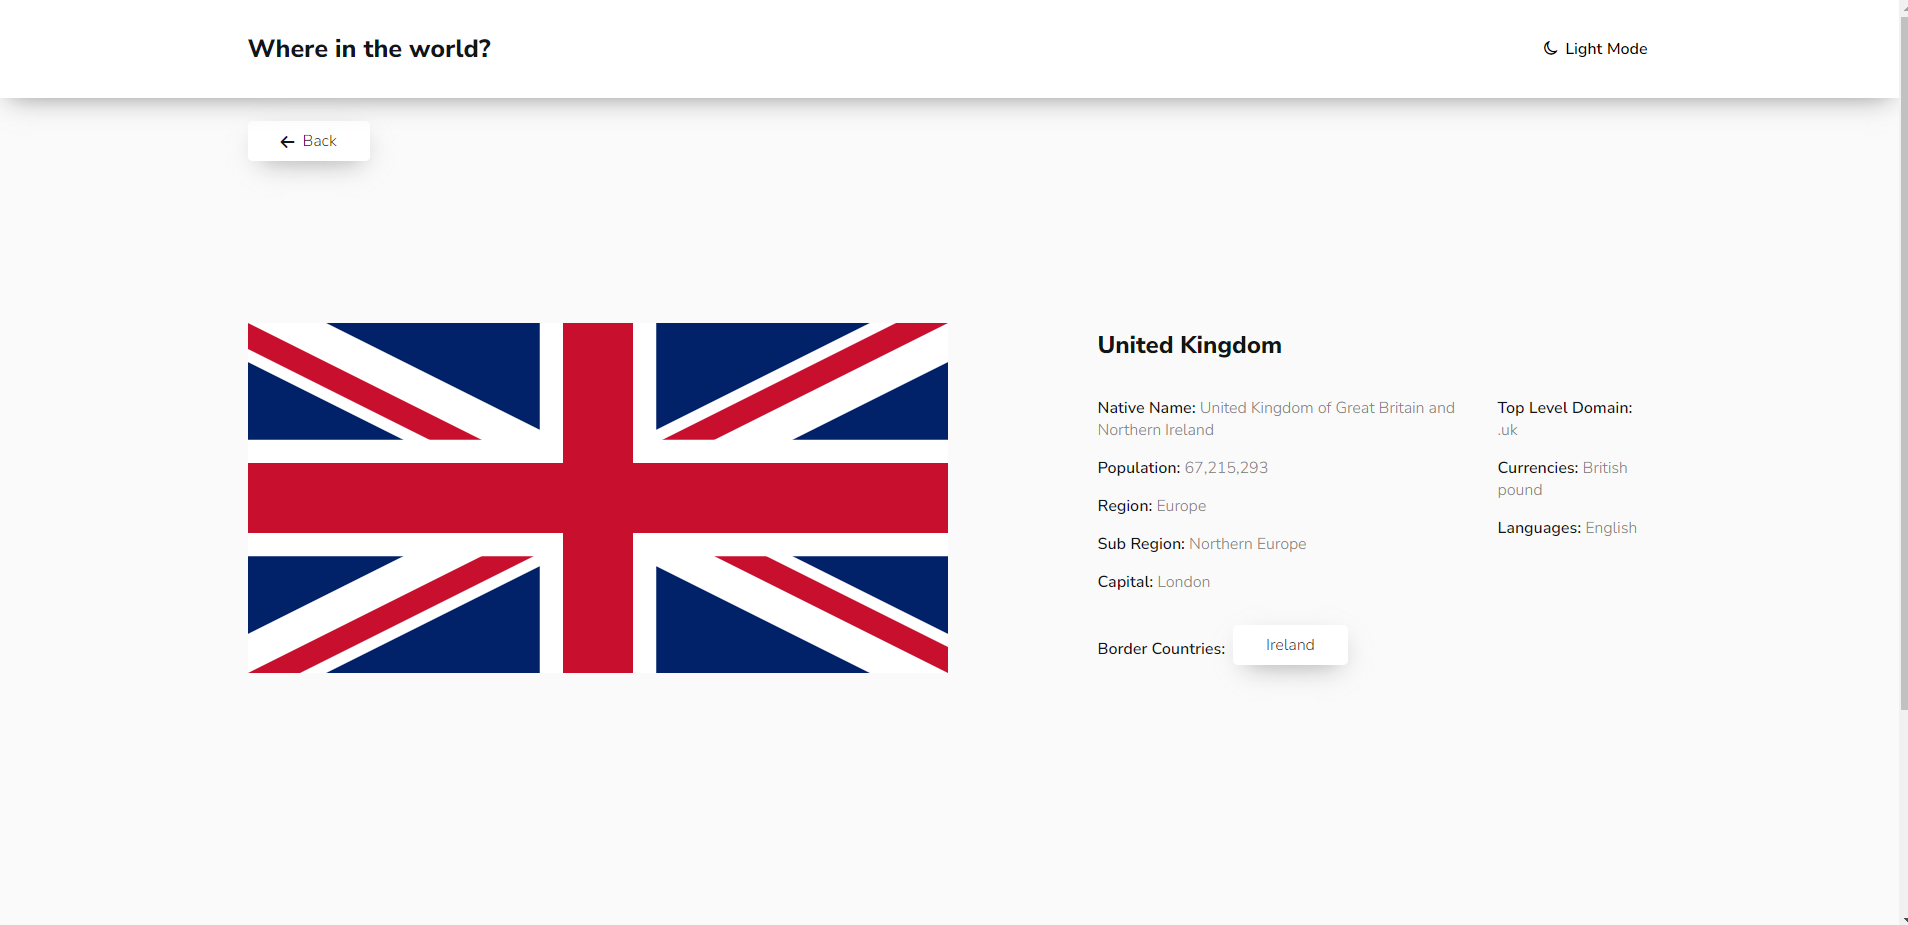 Where in the world?
Light Mode
Back
United Kingdom
Native Name: United Kingdom of Great Britain and
Northern Ireland
Population: 67,215,293
Region: Europe
Sub Region: Northern Europe
Capital: London
Top Level Domain:
.uk
Currencies: British
pound
Languages: English
Border Countries: Ireland